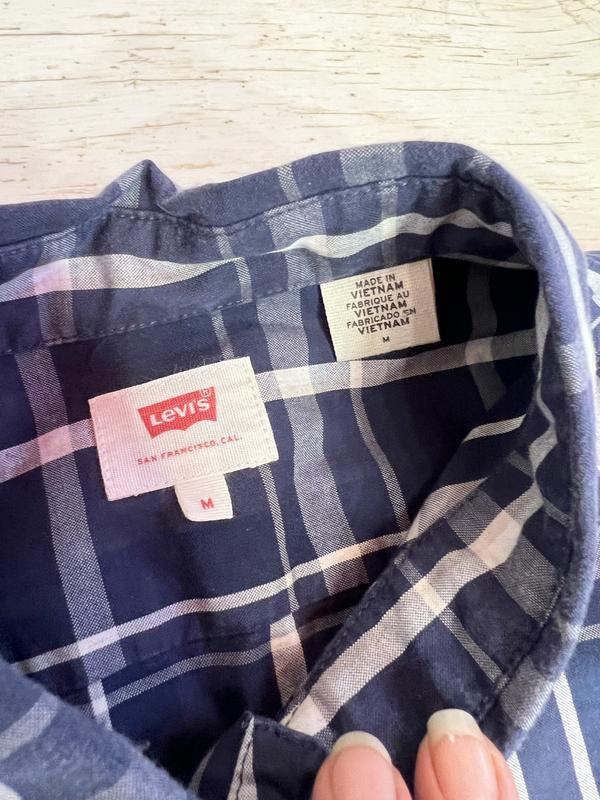 MADE IN
VIETNAM
FABRIQUE AU
VIETNAM
FABRICADO EN
VIETNAM
M
LEVI'S®
SAN FRANCISCO, CAL.
M